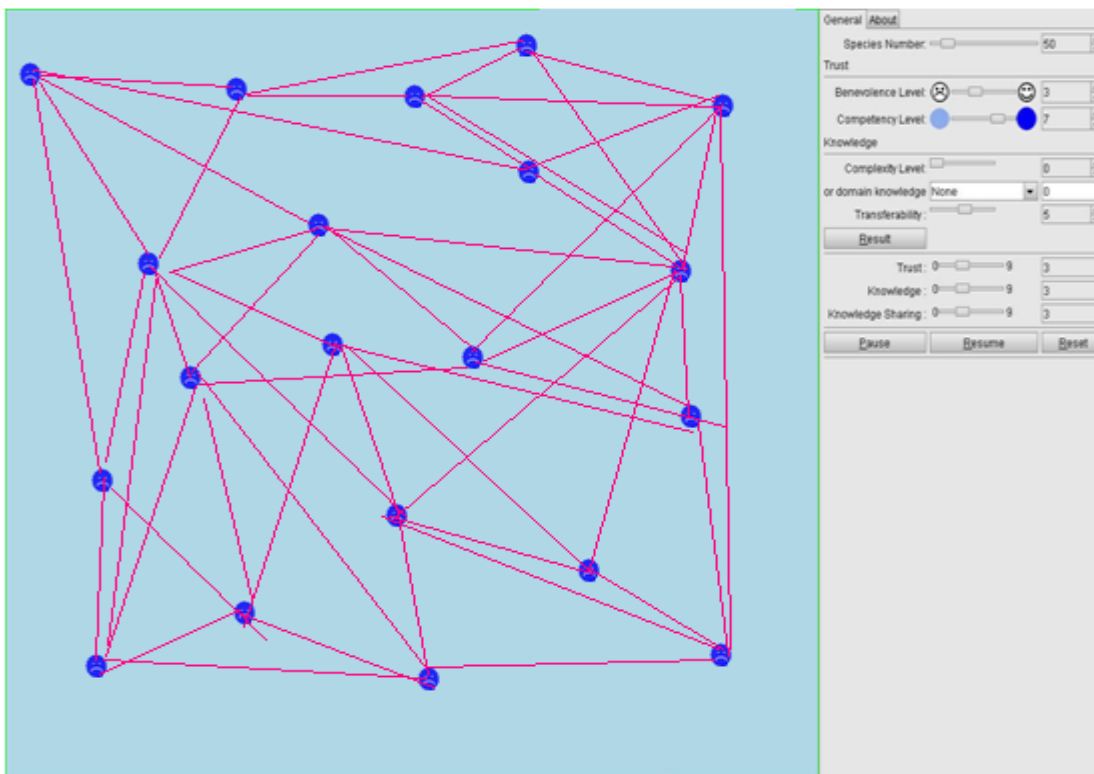 General About
Species Number: 50
Trust
Benevolence Level: 3
Competency Level: 7
Knowledge
Complexity Level: 0
or domain knowledge None 0
Transferability : 5
Result
Trust : 0 9 3
Knowledge : 0 9 3
Knowledge Sharing : 0 9 3
Pause Resume Reset